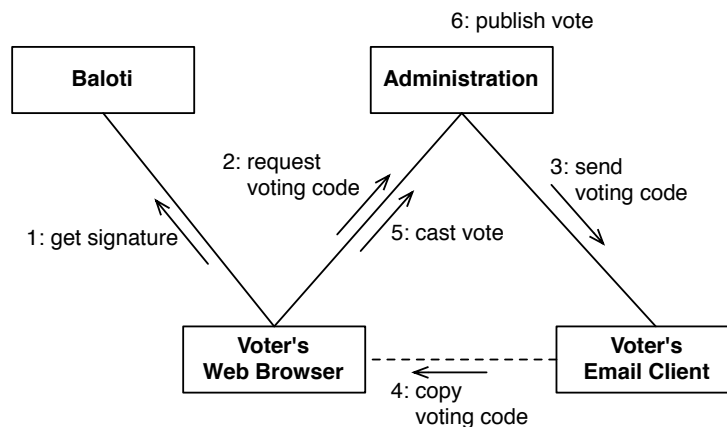 6: publish vote
Baloti
Administration
2: request
voting code
3: send
voting code
1: get signature
5: cast vote
Voter's
Web Browser
Voter's
Email Client
4: copy
voting code